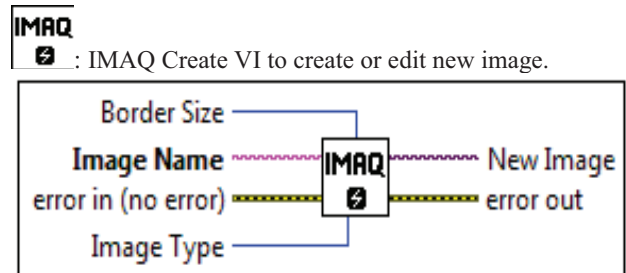 IMAQ
: IMAQ Create VI to create or edit new image.
Border Size
Image Name IMAQ New Image
error in (no error) error out
Image Type